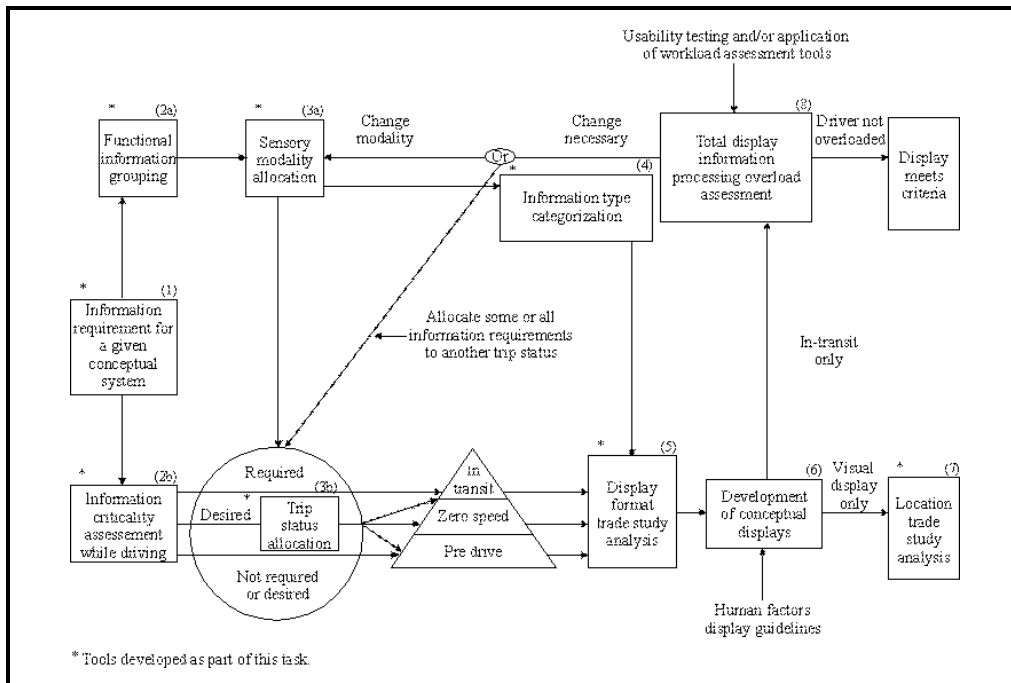 Usability testing and/or application
of workload assessment tools
* (2a)
Functional
information
grouping
* (3a)
Sensory
modality
allocation
Change
modality
Or
Change
necessary
* (4)
Information type
categorization
(8)
Total display
information
processing overload
assessment
Driver not
overloaded
Display
meets
criteria
* (1)
Information
requirement for
a given
conceptual
system
Allocate some or all
information requirements
to another trip status
In-transit
only
* (2b)
Information
criticality
assessment
while driving
Required
Desired
* (3b)
Trip
status
allocation
Not required
or desired
In
transit
Zero speed
Pre drive
* (5)
Display
format
trade study
analysis
(6)
Development
of conceptual
displays
Visual
display
only
* (7)
Location
trade
study
analysis
Human factors
display guidelines
* Tools developed as part of this task.